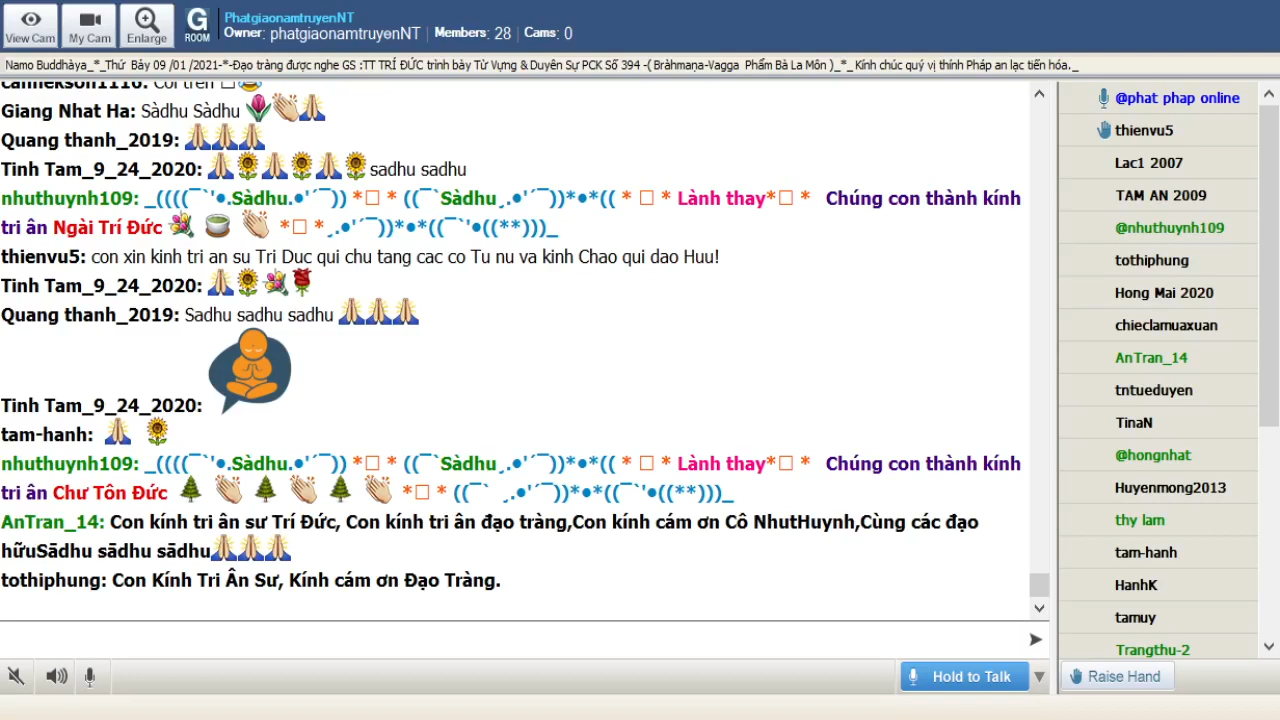 View Cam
My Cam
Enlarge
G
ROOM
PhatgiaonamtruyenNT
Owner: phatgiaonamtruyenNT | Members: 28 | Cams: 0
Namo Buddhàya_*_Thứ Bảy 09 /01 /2021-*-Đạo tràng được nghe GS :TT TRÍ ĐỨC trình bày Từ Vựng & Duyên Sự PCK Số 394 -( Bràhmaṇa-Vagga Phẩm Bà La Môn )_*_ Kính chúc quý vị thính Pháp an lạc tiến hóa._
Giang Nhat Ha: Sàdhu Sàdhu 🌷👏🙏
Quang thanh_2019: 🙏🙏🙏
Tinh Tam_9_24_2020: 🙏🌻🙏🌻🙏🌻 sadhu sadhu
nhuthuynh109: _((((¯`'•.Sàdhu.•'´¯)) *□ * ((¯`Sàdhu¸.•'´¯))*•*(( * □ * Lành thay*□ * Chúng con thành kính
tri ân Ngài Trí Đức 💐 🍵 👏 *□ *¸.•'´¯))*•*((¯`'•((**)))_
thienvu5: con xin kinh tri an su Tri Duc qui chu tang cac co Tu nu va kinh Chao qui dao Huu!
Tinh Tam_9_24_2020: 🙏🌻💐🌹
Quang thanh_2019: Sadhu sadhu sadhu 🙏🙏🙏
Tinh Tam_9_24_2020:
tam-hanh: 🙏 🌻
nhuthuynh109: _((((¯`'•.Sàdhu.•'´¯)) *□ * ((¯`Sàdhu¸.•'´¯))*•*(( * □ * Lành thay*□ * Chúng con thành kính
tri ân Chư Tôn Đức 🌲 👏 🌲 👏 🌲 👏 *□ * ((¯` ¸.•'´¯))*•*((¯`'•((**)))_
AnTran_14: Con kính tri ân sư Trí Đức, Con kính tri ân đạo tràng,Con kính cám ơn Cô NhutHuynh,Cùng các đạo
hữuSādhu sādhu sādhu🙏🙏🙏
tothiphung: Con Kính Tri Ân Sư, Kính cám ơn Đạo Tràng.
Hold to Talk
@phat phap online
thienvu5
Lac1 2007
TAM AN 2009
@nhuthuynh109
tothiphung
Hong Mai 2020
chieclamuaxuan
AnTran_14
tntueduyen
TinaN
@hongnhat
Huyenmong2013
thy lam
tam-hanh
HanhK
tamuy
Trangthu-2
Raise Hand